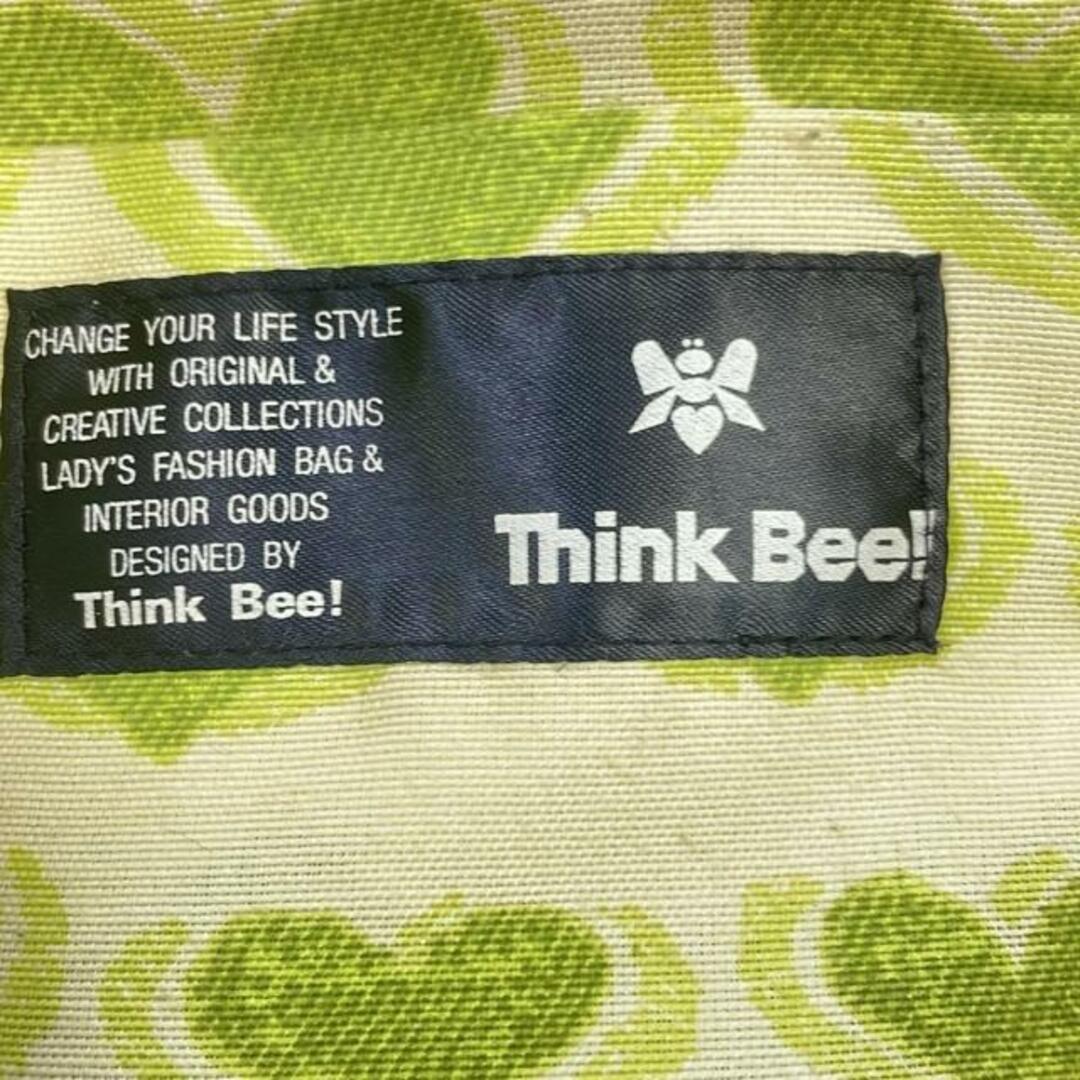 CHANGE YOUR LIFE STYLE
WITH ORIGINAL &
CREATIVE COLLECTIONS
LADY'S FASHION BAG &
INTERIOR GOODS
DESIGNED BY
Think Bee!
Think Bee!